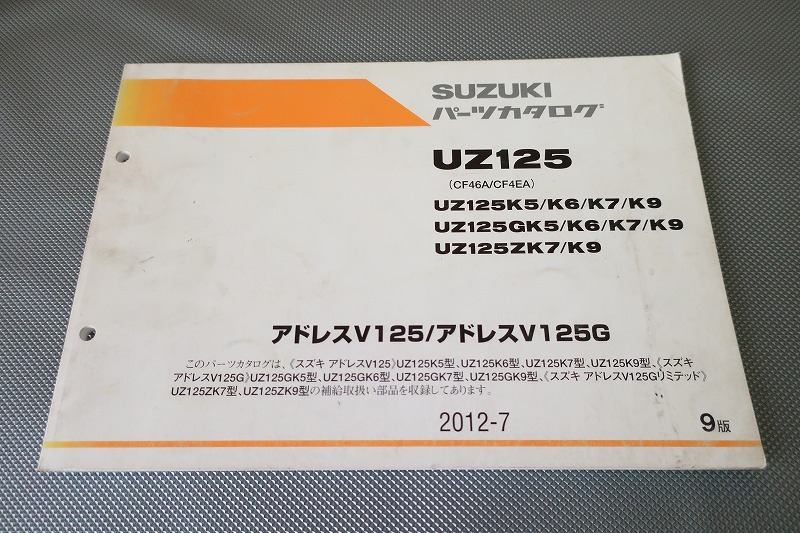 SUZUKI
パーツカタログ
UZ125
(CF46A/CF4EA)
UZ125K5/K6/K7/K9
UZ125GK5/K6/K7/K9
UZ125ZK7/K9
アドレスV125/アドレスV125G
このパーツカタログは、《スズキ アドレスV125》UZ125K5型、UZ125K6型、UZ125K7型、UZ125K9型、《スズキ
アドレスV125G》UZ125GK5型、UZ125GK6型、UZ125GK7型、UZ125GK9型、《スズキ アドレスV125Gリミテッド》
UZ125ZK7型、UZ125ZK9型の補給取扱い部品を収録してあります。
2012-7 9版